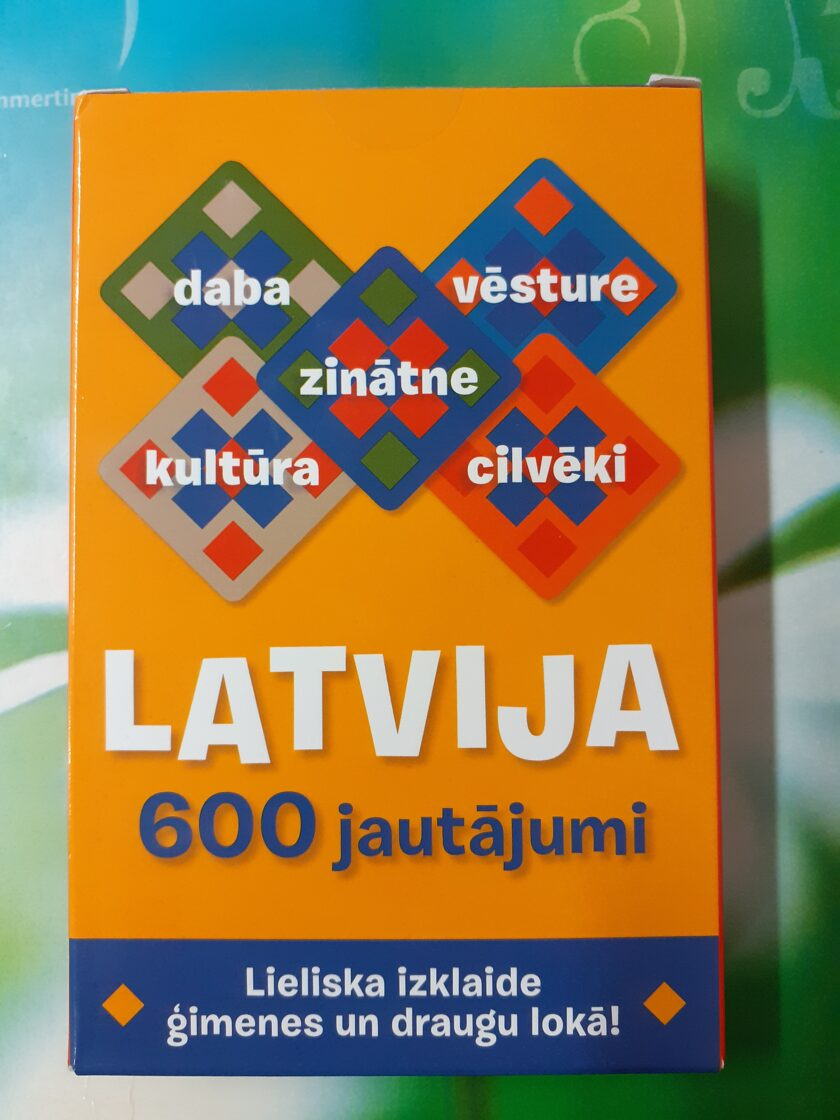 daba
vēsture
zinātne
kultūra
cilvēki
LATVIJA
600 jautājumi
Lieliska izklaide
ģimenes un draugu lokā!